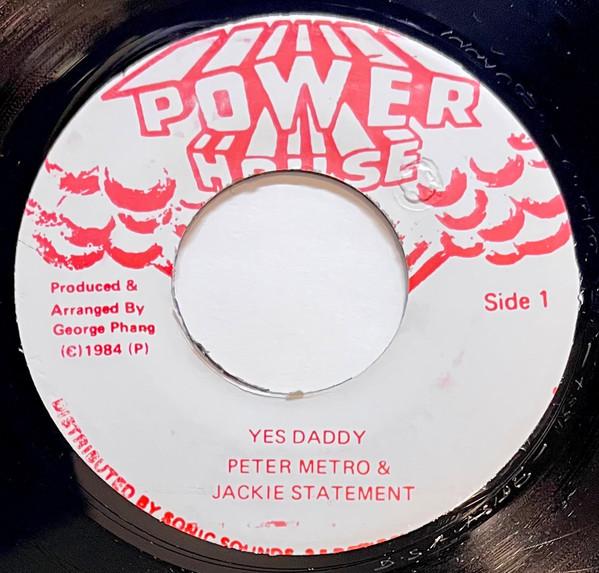 POWER
HOUSE
Produced &
Arranged By
George Phang
(C)1984 (P)
Side 1
YES DADDY
PETER METRO &
JACKIE STATEMENT
DISTRIBUTED BY SONIC SOUNDS